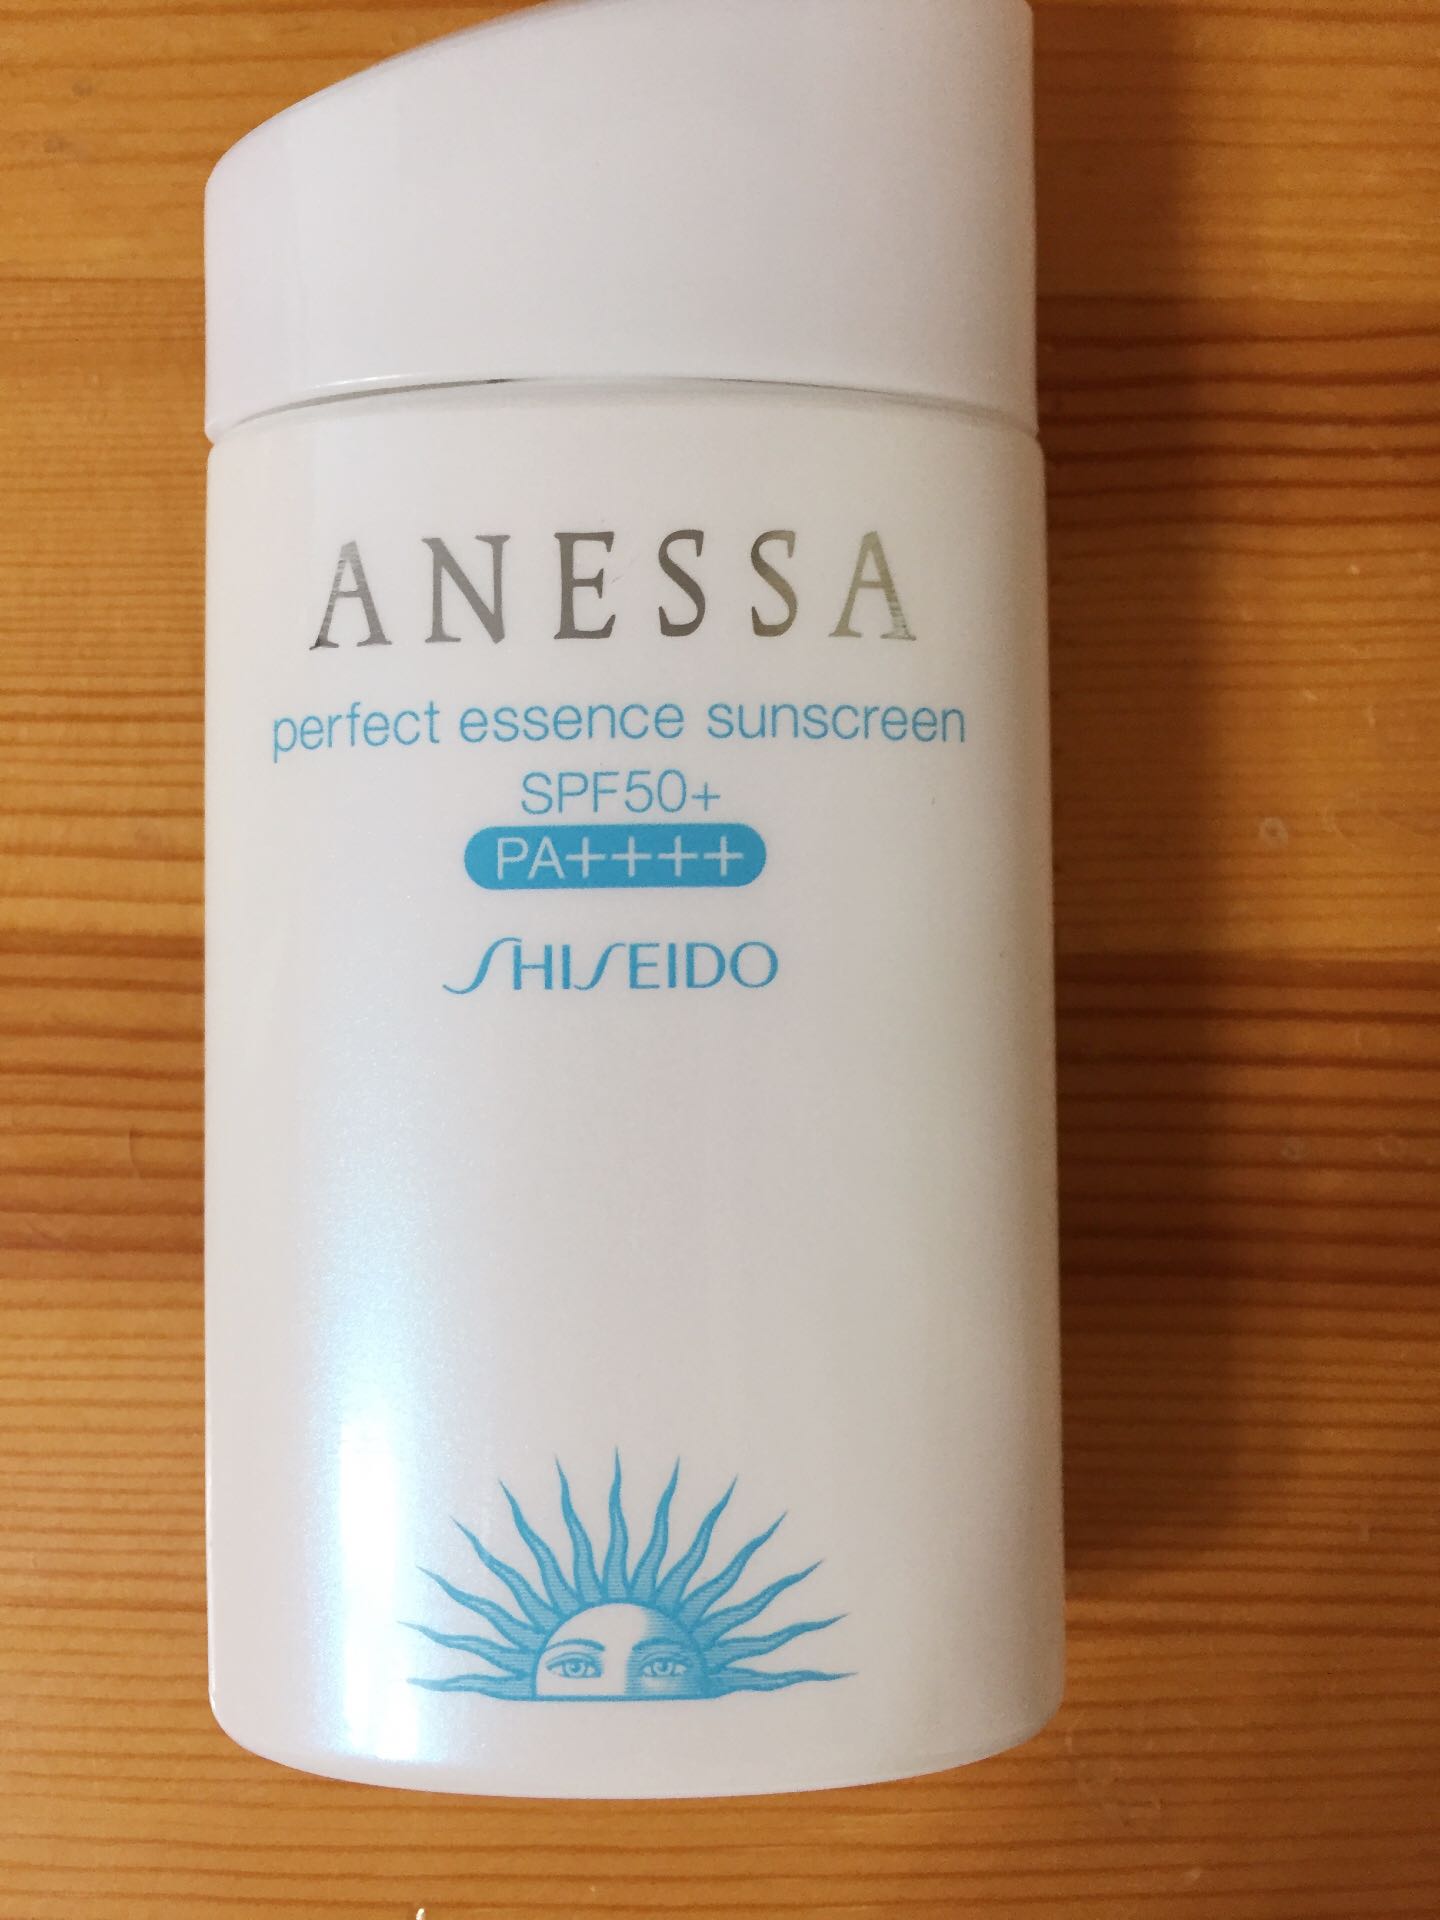 ANESSA
perfect essence sunscreen
SPF50+
PA++++
SHISEIDO